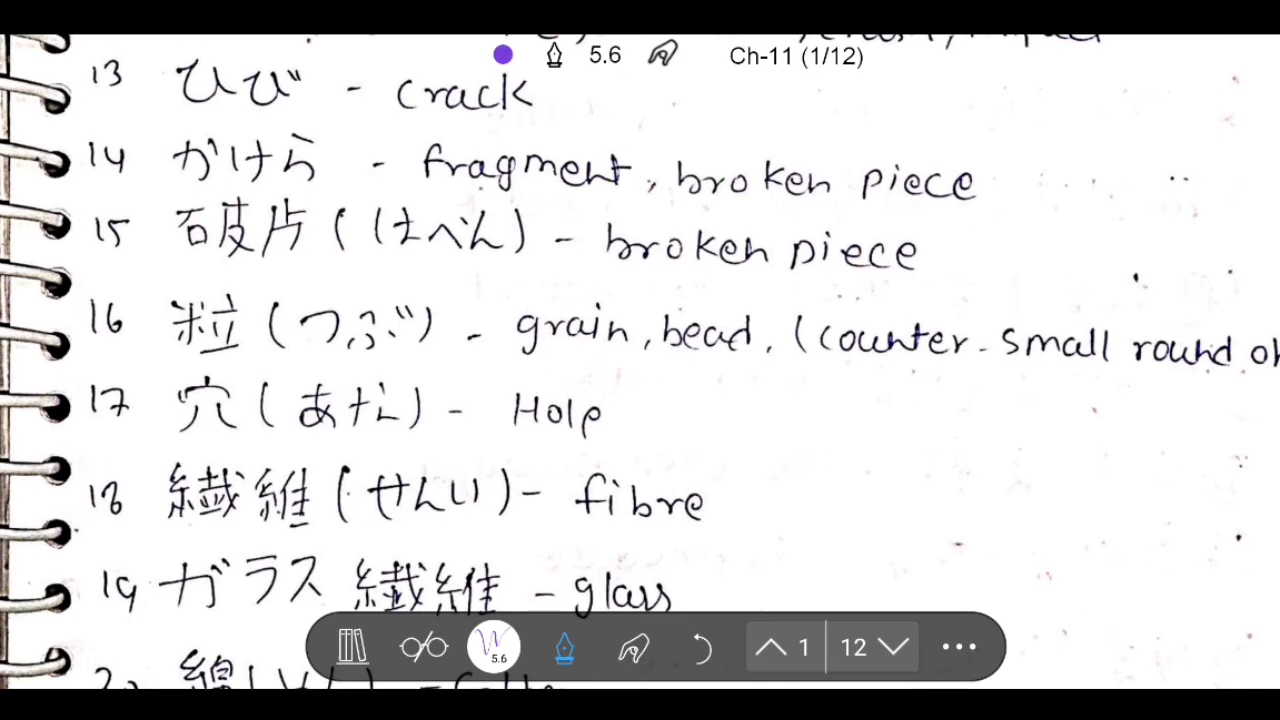 5.6 Ch-11 (1/12)
13 ひび - crack
14 かけら - fragment, broken piece
15 破片 (はへん) - broken piece
16 粒 (つぶ) - grain, bead, (counter - small round
17 穴 (あな) - Hole
18 繊維 (せんい) - fibre
19 ガラス 繊維 - glass
5.6 1 12